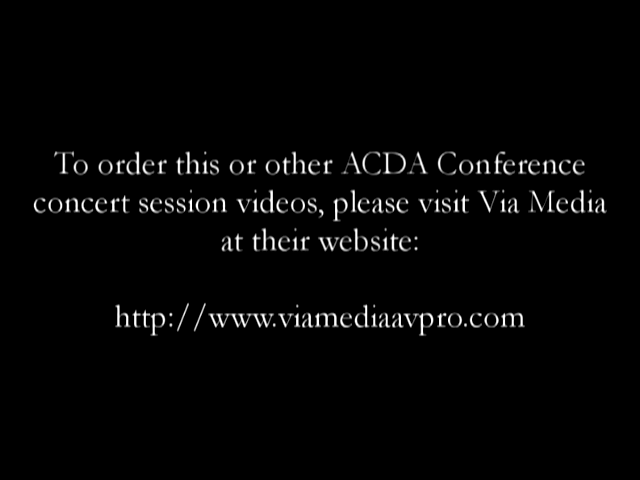 To order this or other ACDA Conference
concert session videos, please visit Via Media
at their website:
http://www.viamediaavpro.com